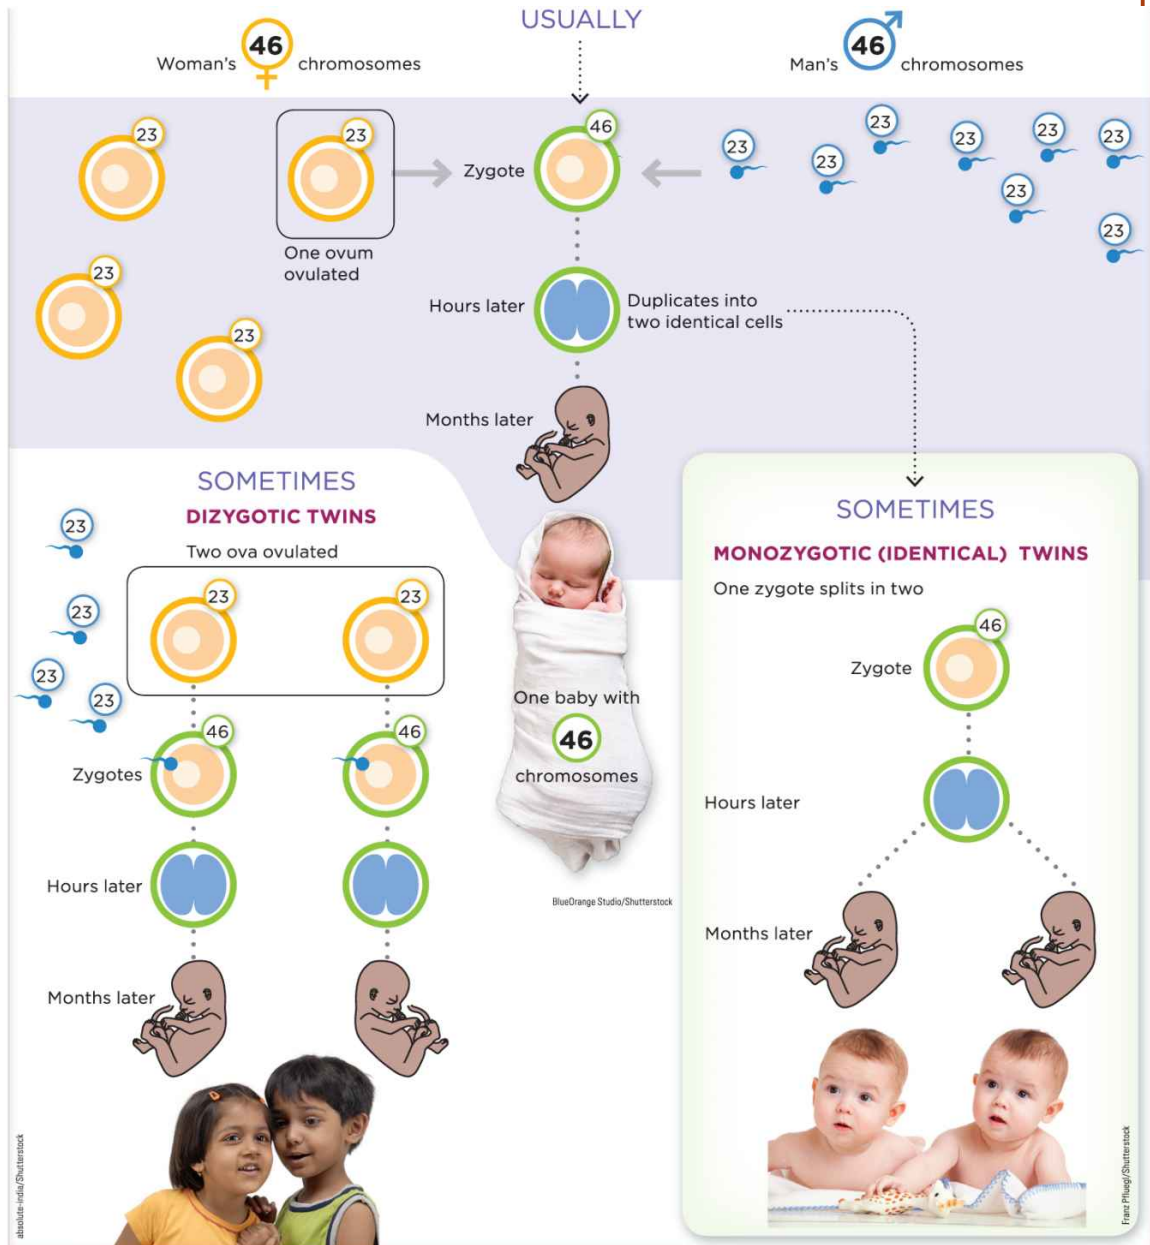 USUALLY
Woman's 46 chromosomes
Man's 46 chromosomes
23
23
46
23
23
23
23
23
23
23
23
Zygote
One ovum
ovulated
23
23
Hours later
Duplicates into
two identical cells
Months later
SOMETIMES
DIZYGOTIC TWINS
Two ova ovulated
23
23
23
23
23
23
46
46
Zygotes
Hours later
Months later
One baby with
46
chromosomes
BlueOrange Studio/Shutterstock
SOMETIMES
MONOZYGOTIC (IDENTICAL) TWINS
One zygote splits in two
46
Zygote
Hours later
Months later
absolute-india/Shutterstock
Franz Pfluegl/Shutterstock